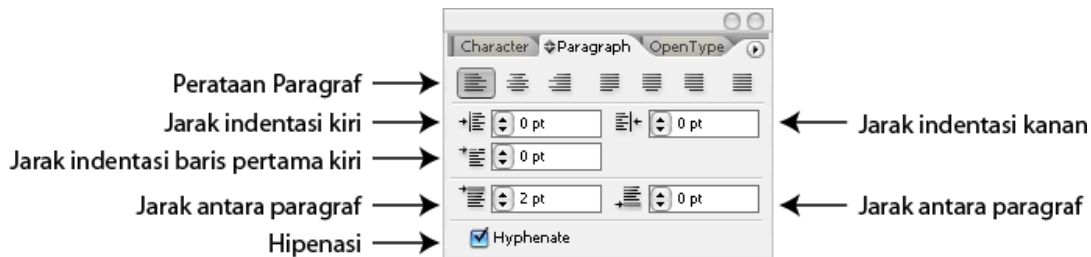 Character Paragraph OpenType
Perataan Paragraf
Jarak indentasi kiri 0 pt 0 pt Jarak indentasi kanan
Jarak indentasi baris pertama kiri 0 pt
Jarak antara paragraf 2 pt 0 pt Jarak antara paragraf
Hipenasi Hyphenate